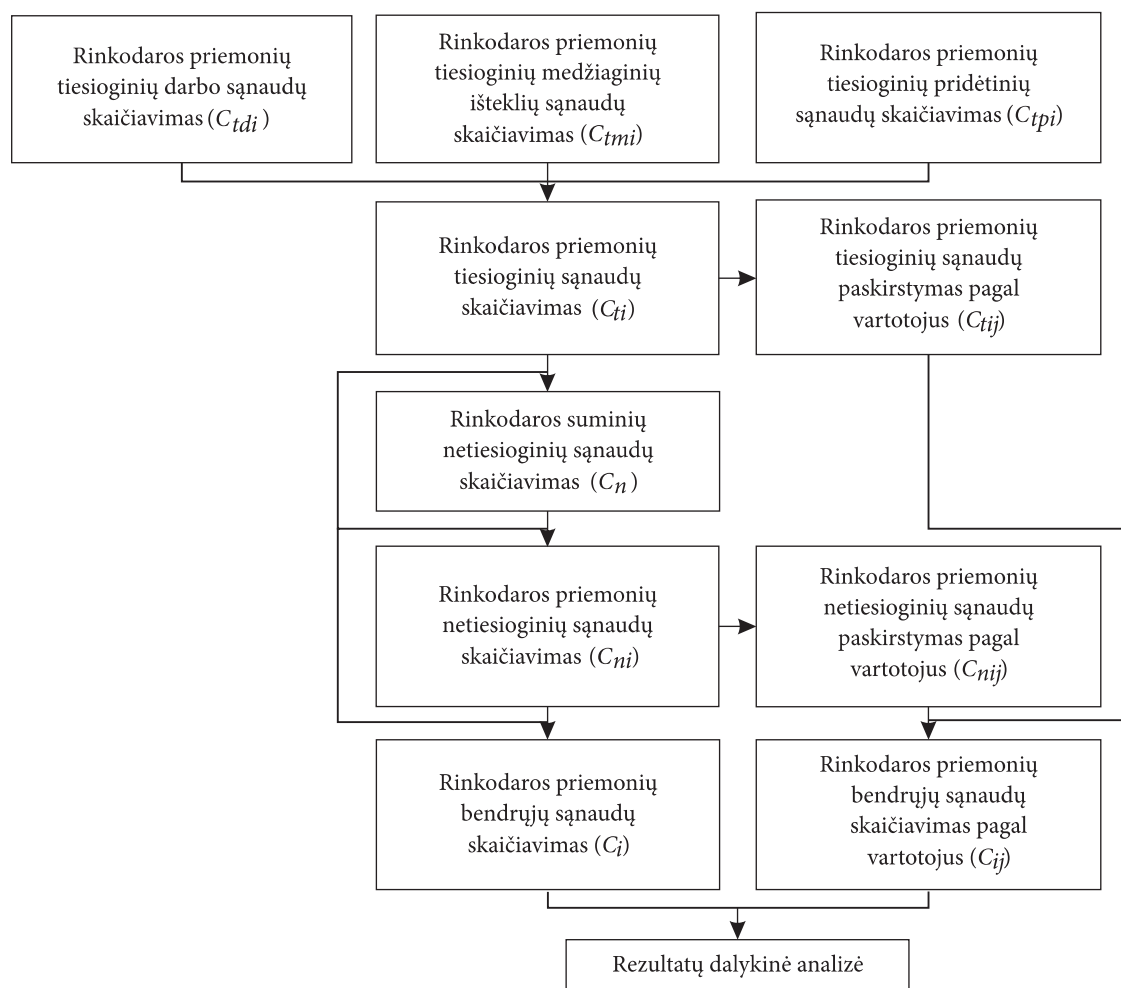 Rinkodaros priemonių
tiesioginių darbo sąnaudų
skaičiavimas (Ctdi)
Rinkodaros priemonių
tiesioginių medžiaginių
išteklių sąnaudų
skaičiavimas (Ctmi)
Rinkodaros priemonių
tiesioginių pridėtinių
sąnaudų skaičiavimas (Ctpi)
Rinkodaros priemonių
tiesioginių sąnaudų
skaičiavimas (Cti)
Rinkodaros priemonių
tiesioginių sąnaudų
paskirstymas pagal
vartotojus (Ctij)
Rinkodaros suminių
netiesioginių sąnaudų
skaičiavimas (Cn)
Rinkodaros priemonių
netiesioginių sąnaudų
skaičiavimas (Cni)
Rinkodaros priemonių
netiesioginių sąnaudų
paskirstymas pagal
vartotojus (Cnij)
Rinkodaros priemonių
bendrųjų sąnaudų
skaičiavimas (Ci)
Rinkodaros priemonių
bendrųjų sąnaudų
skaičiavimas pagal
vartotojus (Cij)
Rezultatų dalykinė analizė